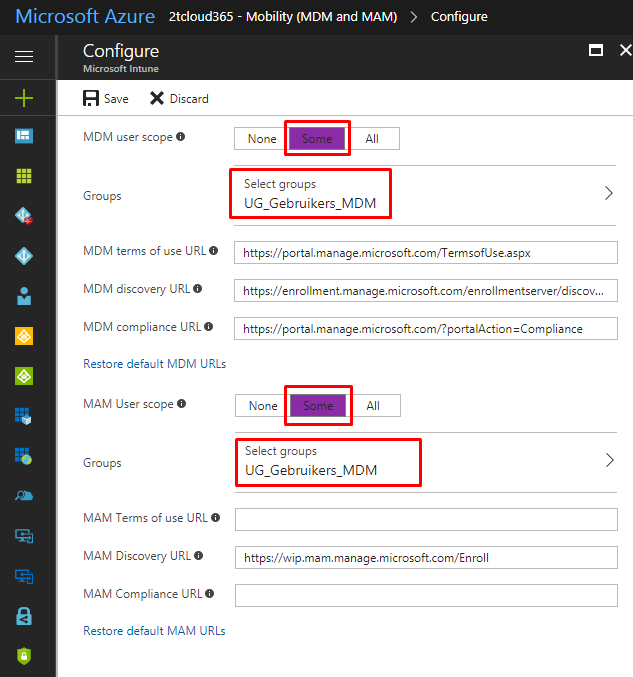 Microsoft Azure 2tcloud365 - Mobility (MDM and MAM) > Configure
Configure
Microsoft Intune
Save Discard
MDM user scope None Some All
Groups
Select groups
UG_Gebruikers_MDM
MDM terms of use URL https://portal.manage.microsoft.com/TermsofUse.aspx
MDM discovery URL https://enrollment.manage.microsoft.com/enrollmentserver/discov...
MDM compliance URL https://portal.manage.microsoft.com/?portalAction=Compliance
Restore default MDM URLs
MAM User scope None Some All
Groups
Select groups
UG_Gebruikers_MDM
MAM Terms of use URL
MAM Discovery URL https://wip.mam.manage.microsoft.com/Enroll
MAM Compliance URL
Restore default MAM URLs